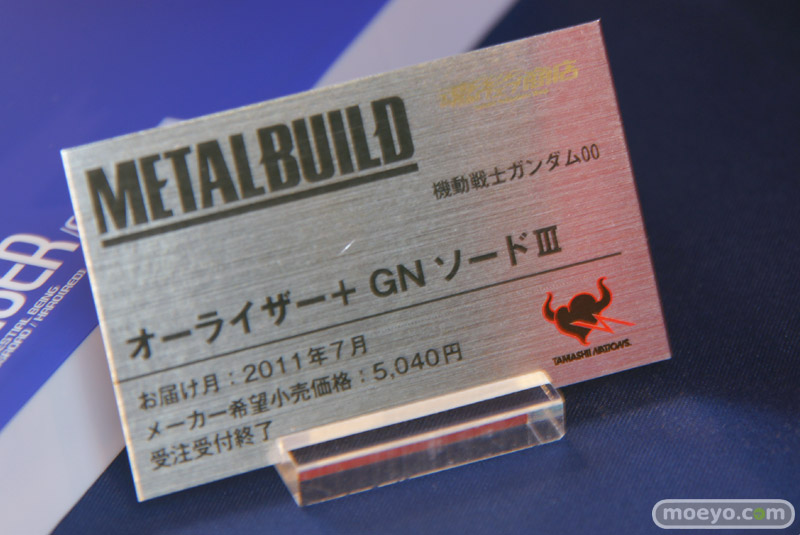 METAL BUILD
機動戦士ガンダム00
オーライザー+ GN ソードⅢ
お届け月：2011年7月
メーカー希望小売価格：5,040円
受注受付終了
TAMASHII NATIONS
moeyo.com